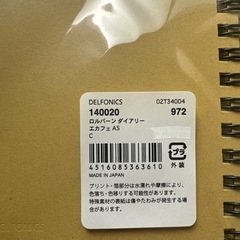 DELFONICS 02T34004
140020 972
ロルバーン ダイアリー
エカフェ A5
C
4516085363610
MADE IN JAPAN
プラ
外装
プリント・箔部分は水濡れや摩擦により、
色落ち・色移りする可能性があります。
特殊素材の表紙は傷やたわみが発生する場
合があります。